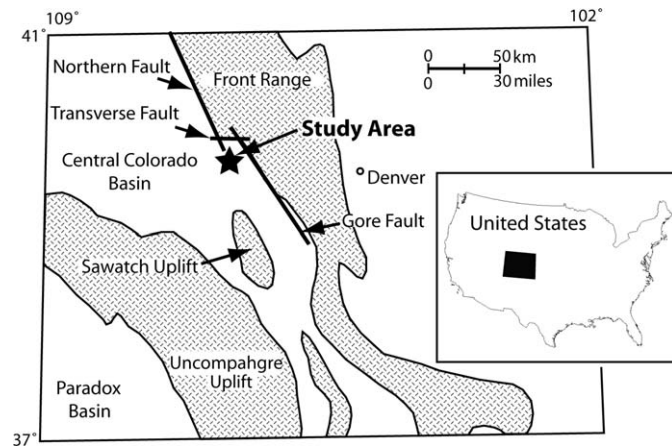 109°
102°
41°
Northern Fault
Front Range
0 50 km
0 30 miles
Transverse Fault
Study Area
Central Colorado
Basin
Denver
Gore Fault
United States
Sawatch Uplift
Uncompahgre
Uplift
Paradox
Basin
37°